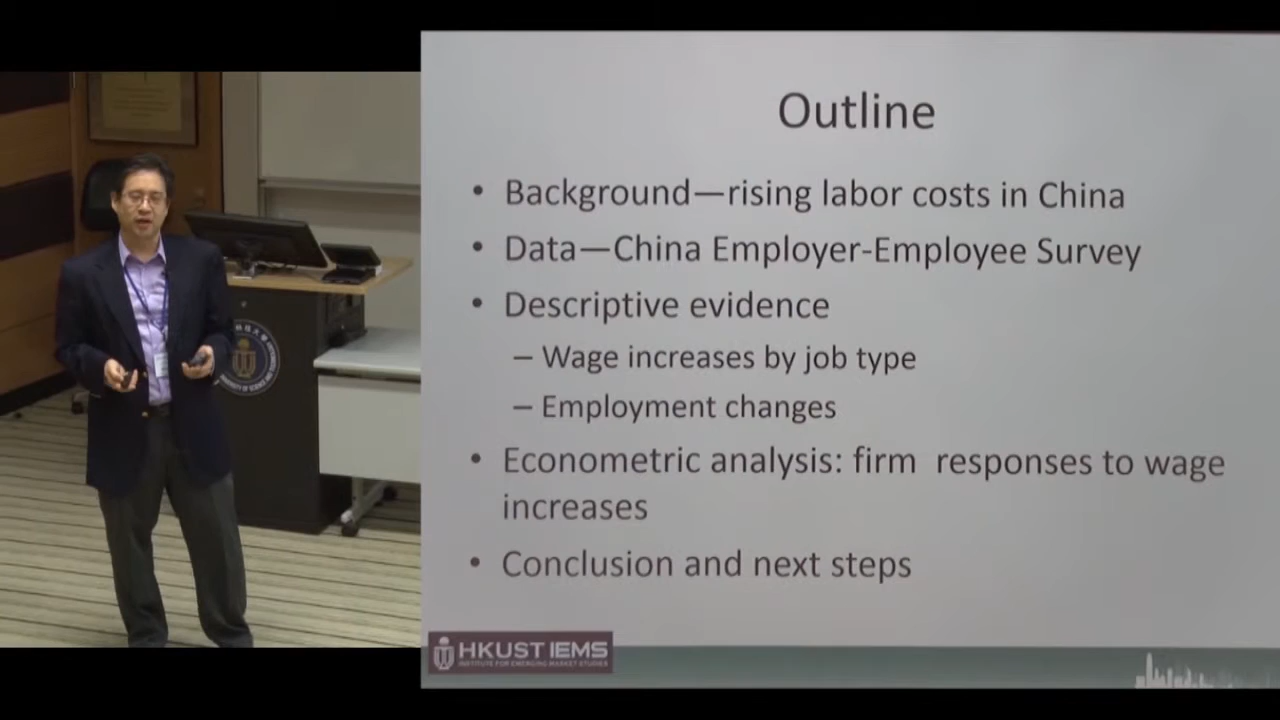 Outline
• Background—rising labor costs in China
• Data—China Employer-Employee Survey
• Descriptive evidence
– Wage increases by job type
– Employment changes
• Econometric analysis: firm responses to wage
increases
• Conclusion and next steps
HKUST IEMS
INSTITUTE FOR EMERGING MARKET STUDIES